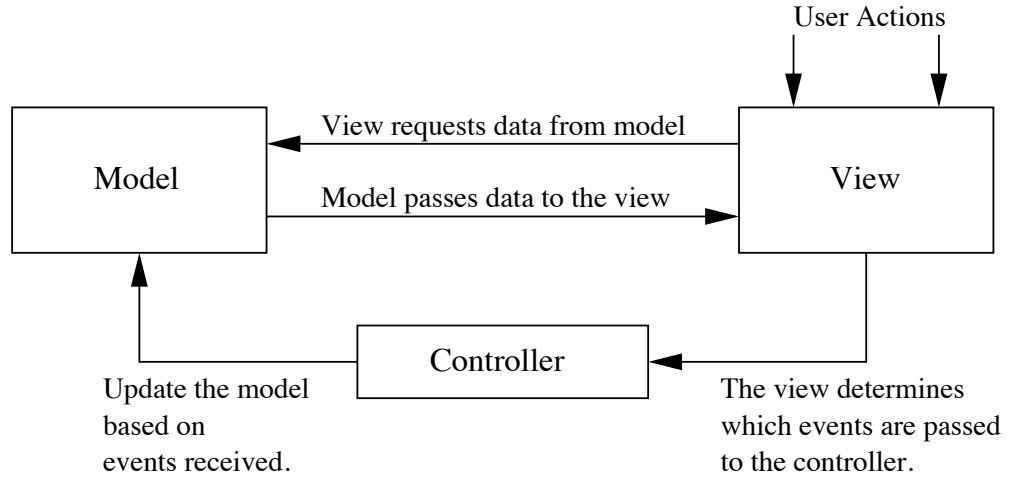 User Actions
View requests data from model
Model
View
Model passes data to the view
Controller
Update the model
based on
events received.
The view determines
which events are passed
to the controller.